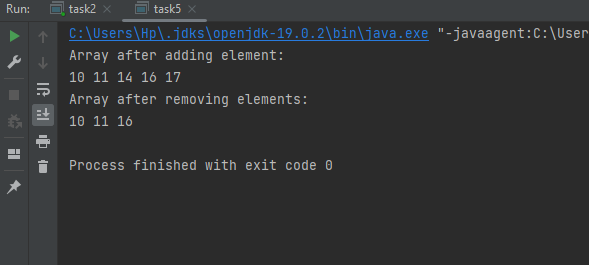 Run: task2 task5
C:\Users\Hp\.jdks\openjdk-19.0.2\bin\java.exe "-javaagent:C:\User
Array after adding element:
10 11 14 16 17
Array after removing elements:
10 11 16
Process finished with exit code 0